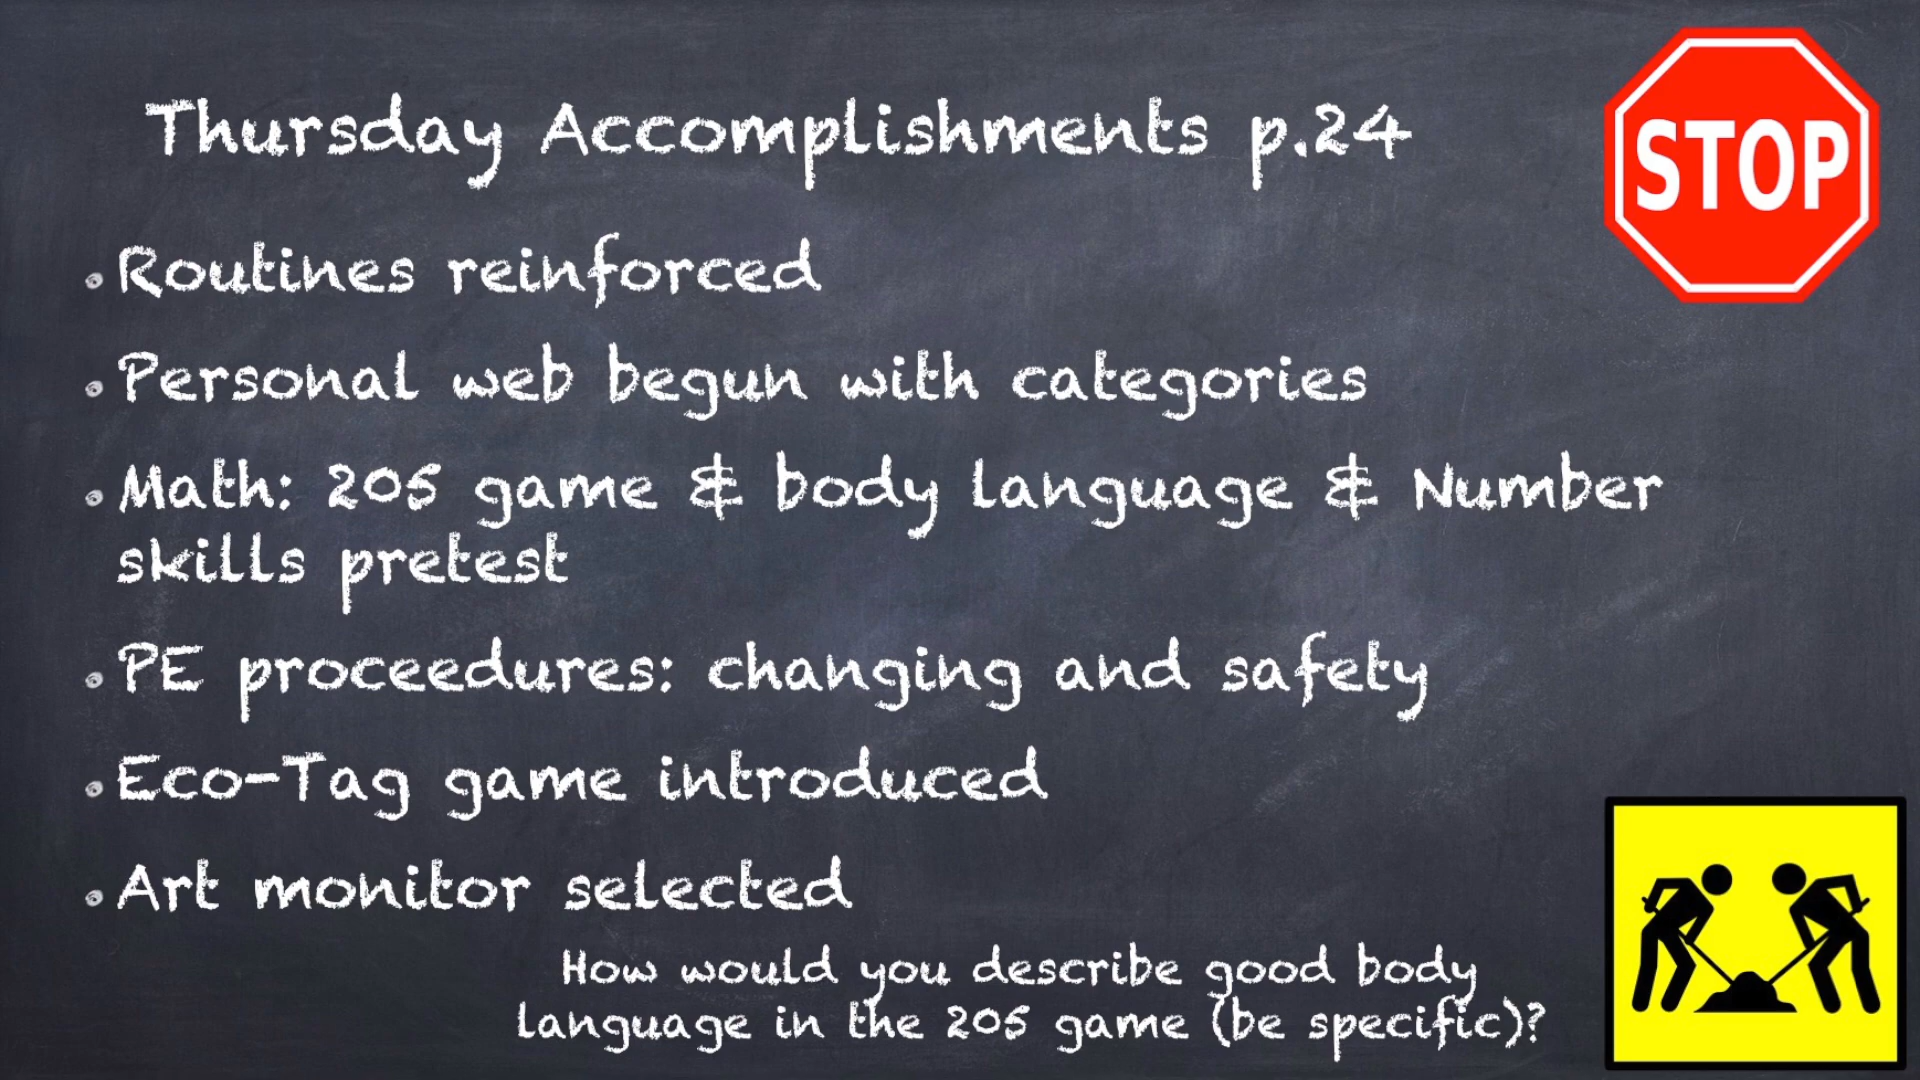 Thursday Accomplishments p.24
STOP
• Routines reinforced
• Personal web begun with categories
• Math: 205 game & body language & Number
skills pretest
• PE proceedures: changing and safety
• Eco-Tag game introduced
• Art monitor selected
How would you describe good body
language in the 205 game (be specific)?